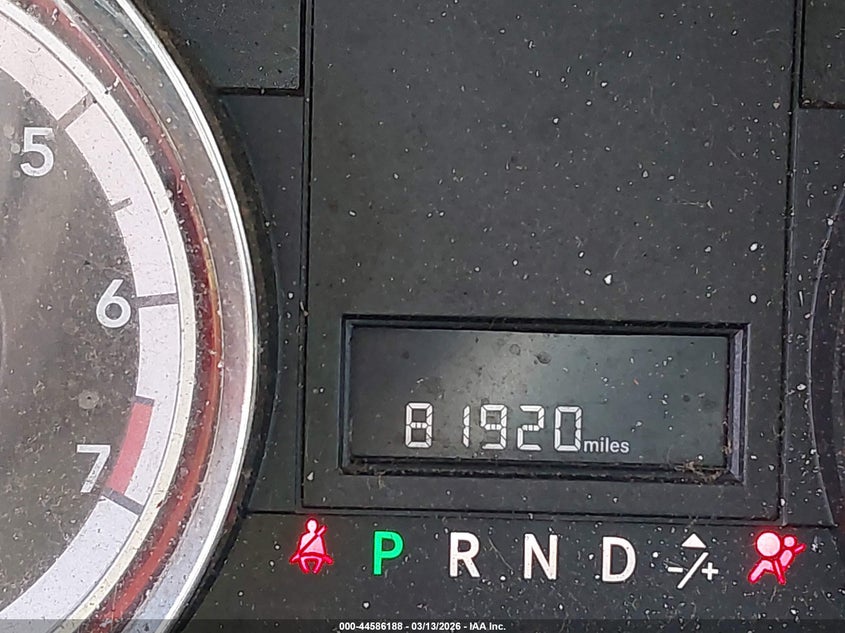 5
6
7
81920 miles
P R N D -/+
000-44586188 - 03/13/2026 - IAA Inc.